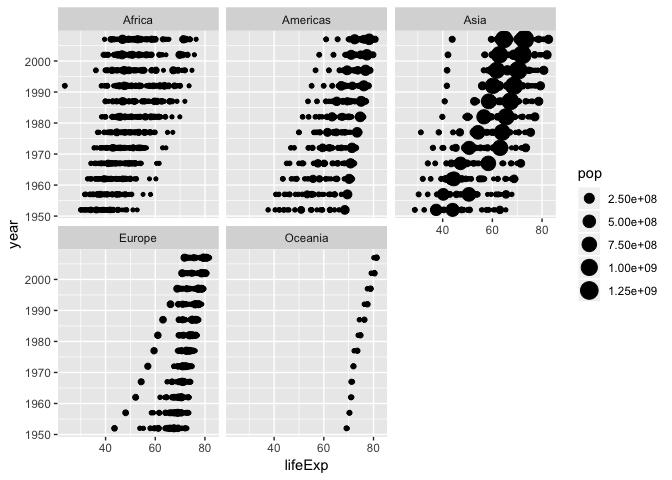 Africa Americas Asia
2000
1990
1980
1970
1960
1950
40 60 80
Europe Oceania
2000
1990
1980
1970
1960
1950
40 60 80 40 60 80
year
lifeExp
pop
2.50e+08
5.00e+08
7.50e+08
1.00e+09
1.25e+09